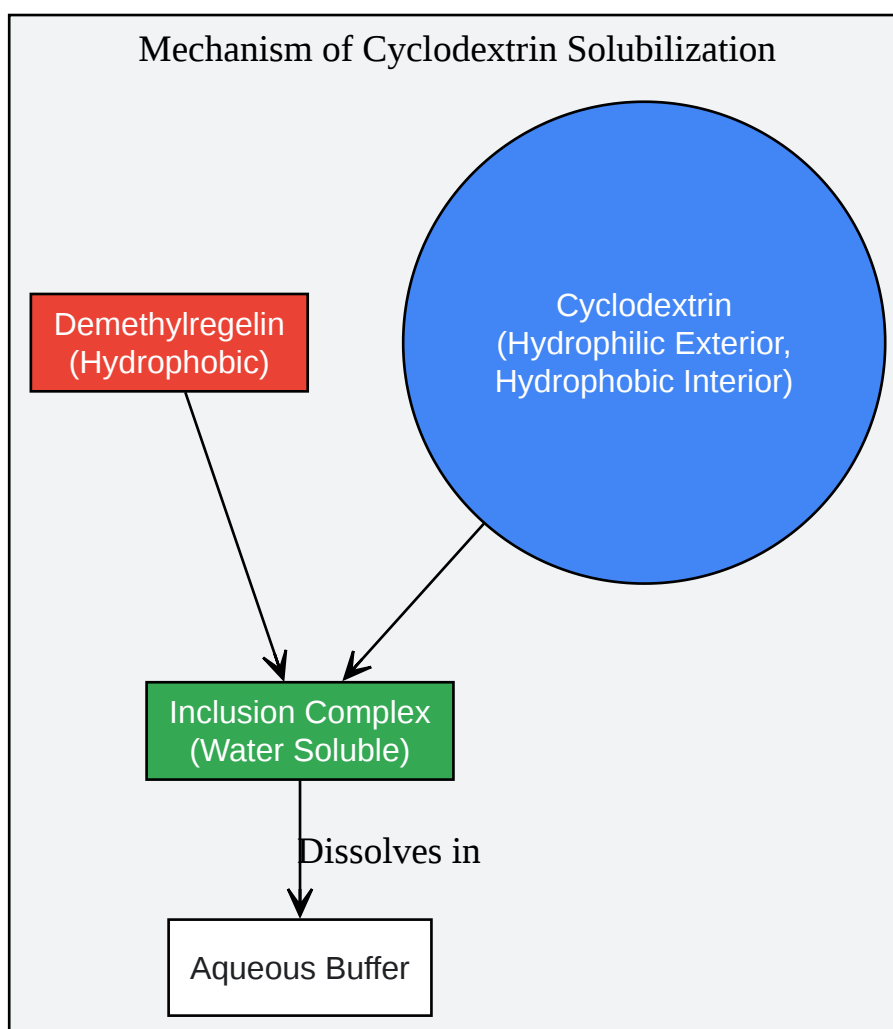 Mechanism of Cyclodextrin Solubilization
Demethylregelin
(Hydrophobic)
Cyclodextrin
(Hydrophilic Exterior,
Hydrophobic Interior)
Inclusion Complex
(Water Soluble)
Dissolves in
Aqueous Buffer